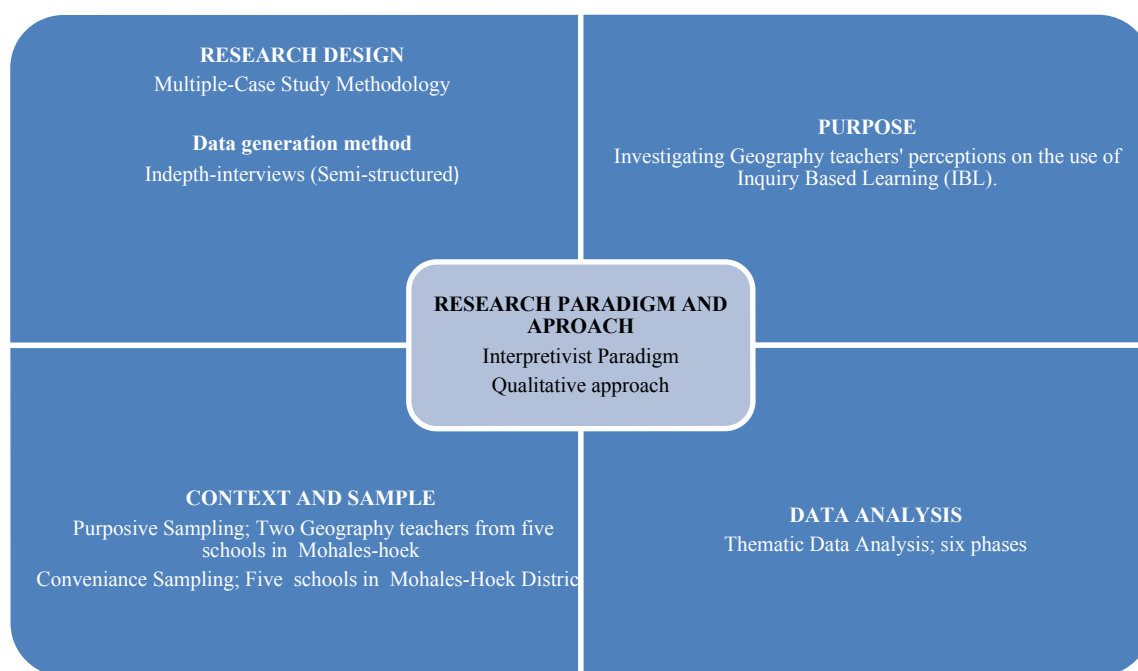 RESEARCH DESIGN
Multiple-Case Study Methodology
Data generation method
Indepth-interviews (Semi-structured)
PURPOSE
Investigating Geography teachers' perceptions on the use of
Inquiry Based Learning (IBL).
RESEARCH PARADIGM AND
APROACH
Interpretivist Paradigm
Qualitative approach
CONTEXT AND SAMPLE
Purposive Sampling; Two Geography teachers from five
schools in Mohales-hoek
Conveniance Sampling; Five schools in Mohales-Hoek Distric
DATA ANALYSIS
Thematic Data Analysis; six phases